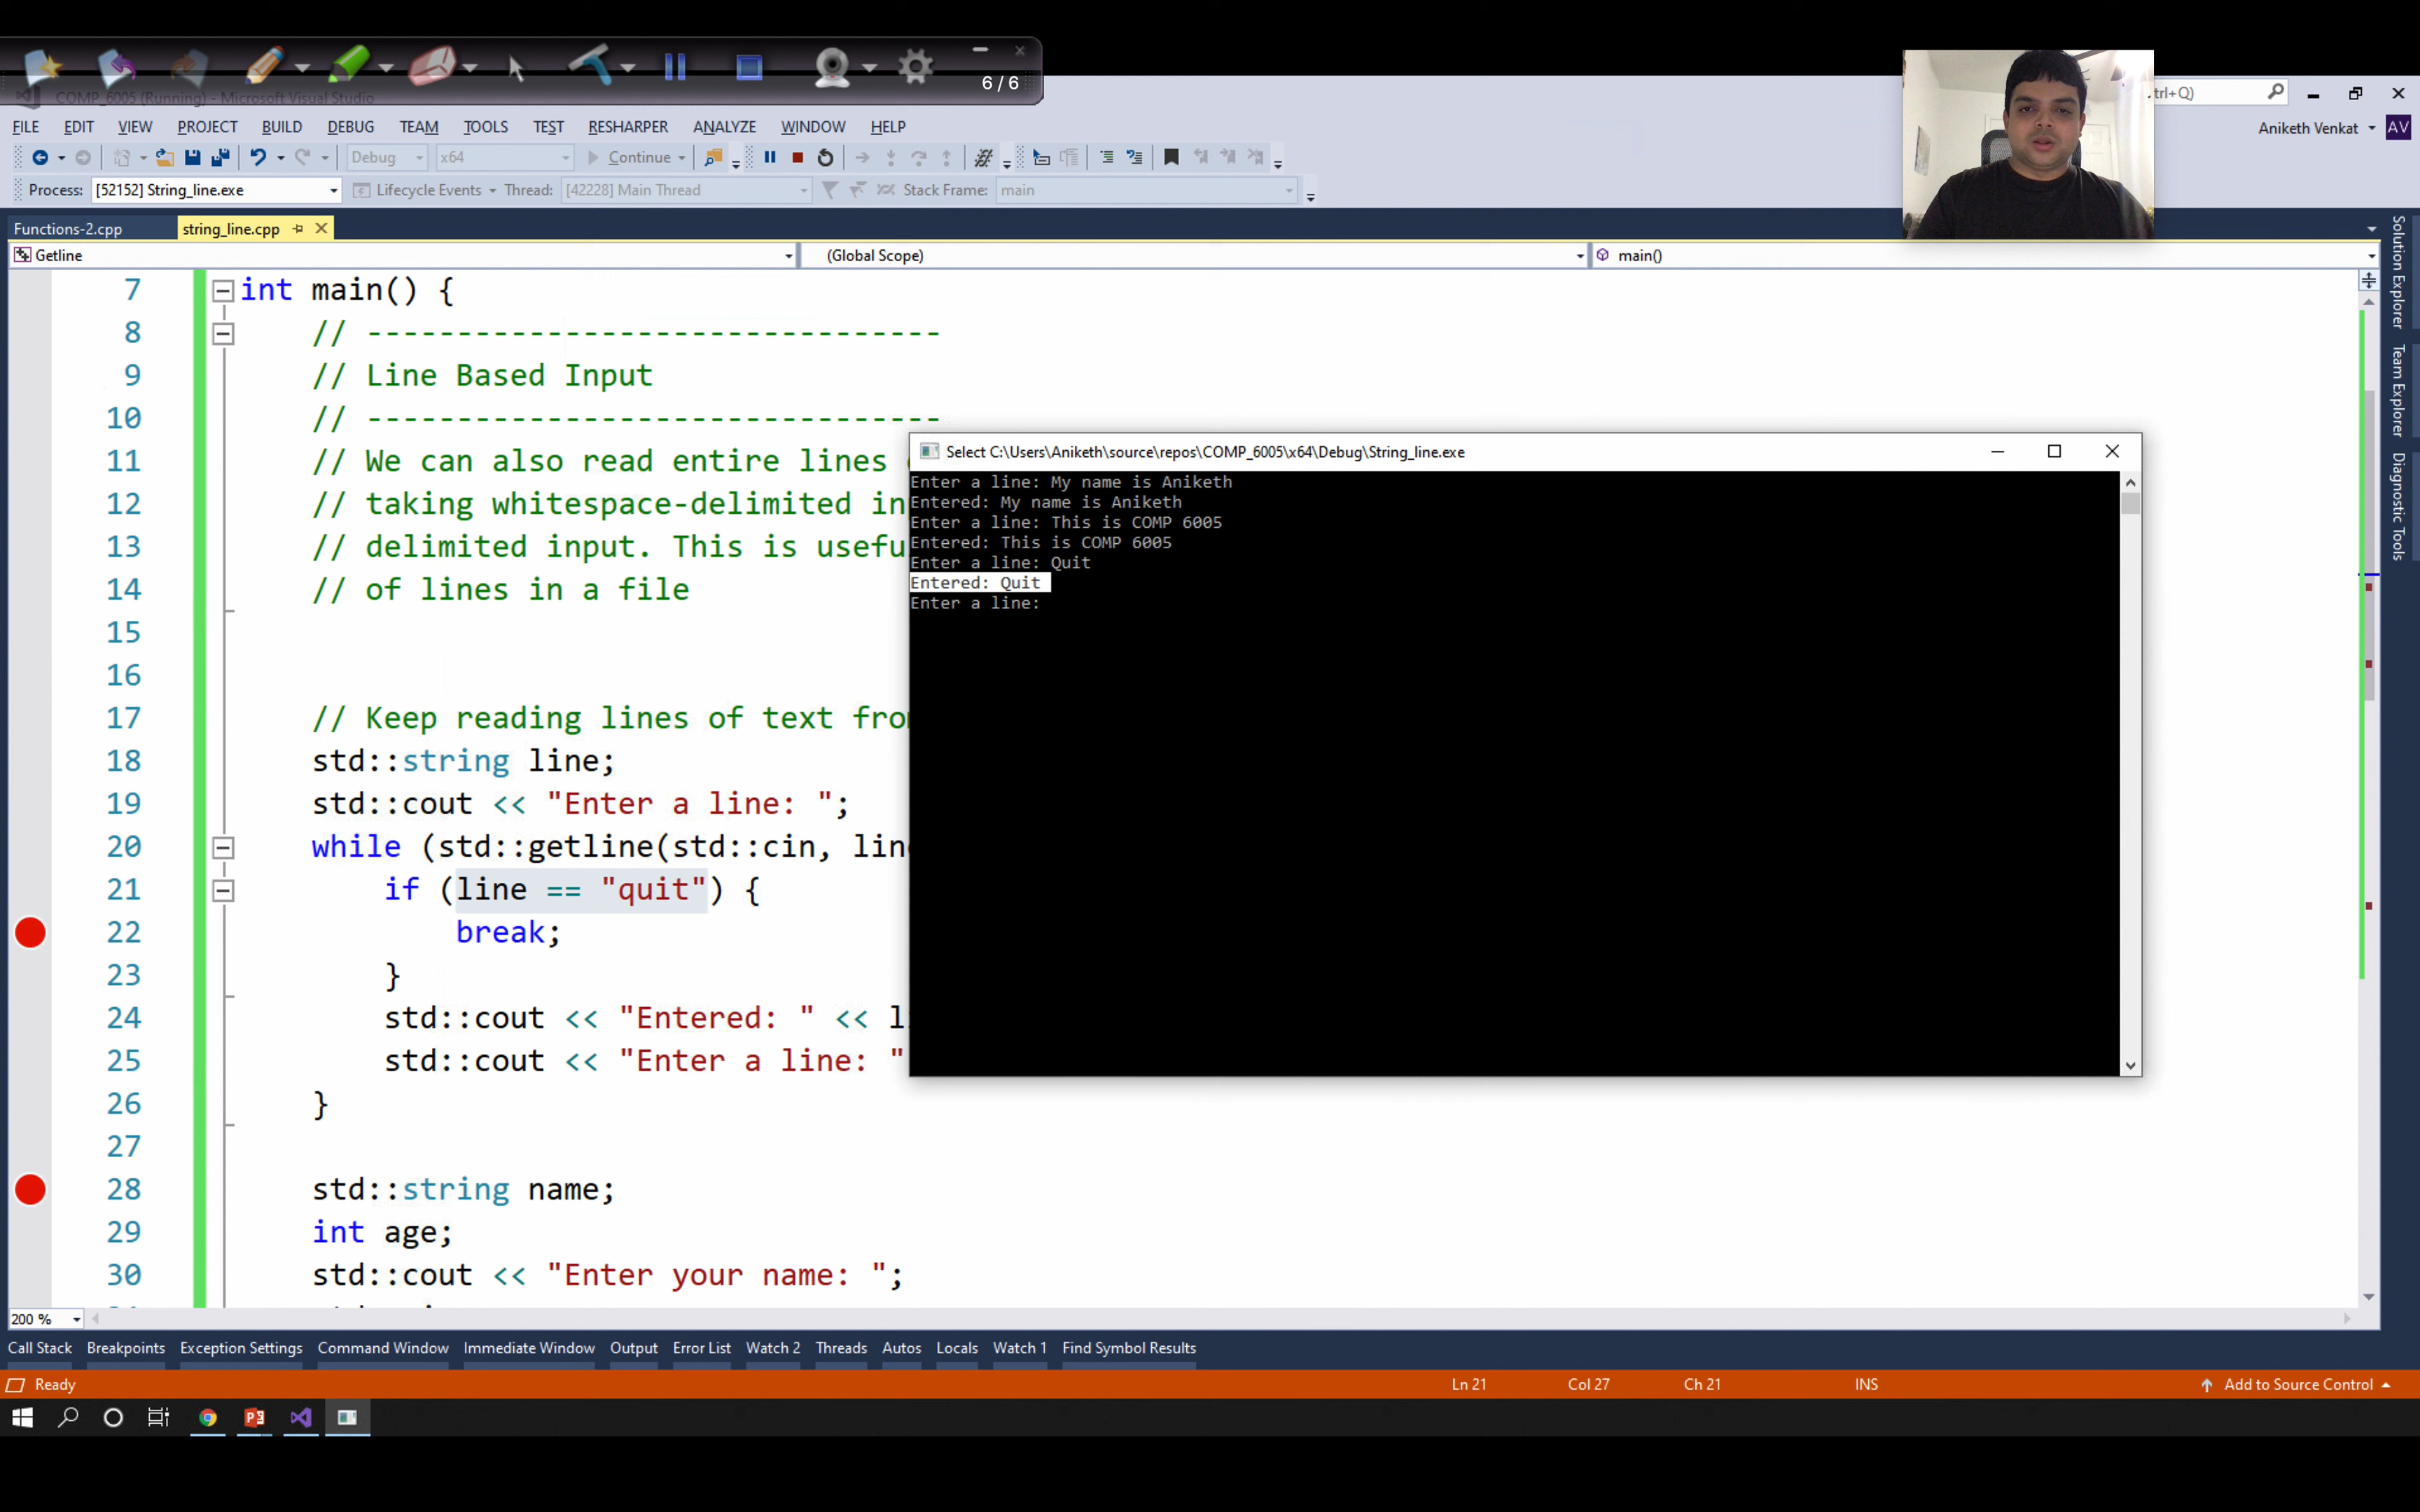 6 / 6
COMP_6005 (Running) - Microsoft Visual Studio
trl+Q)
FILE EDIT VIEW PROJECT BUILD DEBUG TEAM TOOLS TEST RESHARPER ANALYZE WINDOW HELP
Aniketh Venkat AV
Debug x64 Continue
Process: [52152] String_line.exe Lifecycle Events Thread: [42228] Main Thread Stack Frame: main
Functions-2.cpp string_line.cpp
Getline (Global Scope) main()
7 int main() {
8 // --------------------------------
9 // Line Based Input
10 // --------------------------------
11 // We can also read entire lines
12 // taking whitespace-delimited in
13 // delimited input. This is usefu
14 // of lines in a file
15
16
17 // Keep reading lines of text fro
18 std::string line;
19 std::cout << "Enter a line: ";
20 while (std::getline(std::cin, lin
21 if (line == "quit") {
22 break;
23 }
24 std::cout << "Entered: " << l
25 std::cout << "Enter a line: "
26 }
27
28 std::string name;
29 int age;
30 std::cout << "Enter your name: ";
Select C:\Users\Aniketh\source\repos\COMP_6005\x64\Debug\String_line.exe
Enter a line: My name is Aniketh
Entered: My name is Aniketh
Enter a line: This is COMP 6005
Entered: This is COMP 6005
Enter a line: Quit
Entered: Quit
Enter a line:
Solution Explorer
Team Explorer
Diagnostic Tools
200 %
Call Stack Breakpoints Exception Settings Command Window Immediate Window Output Error List Watch 2 Threads Autos Locals Watch 1 Find Symbol Results
Ready Ln 21 Col 27 Ch 21 INS Add to Source Control